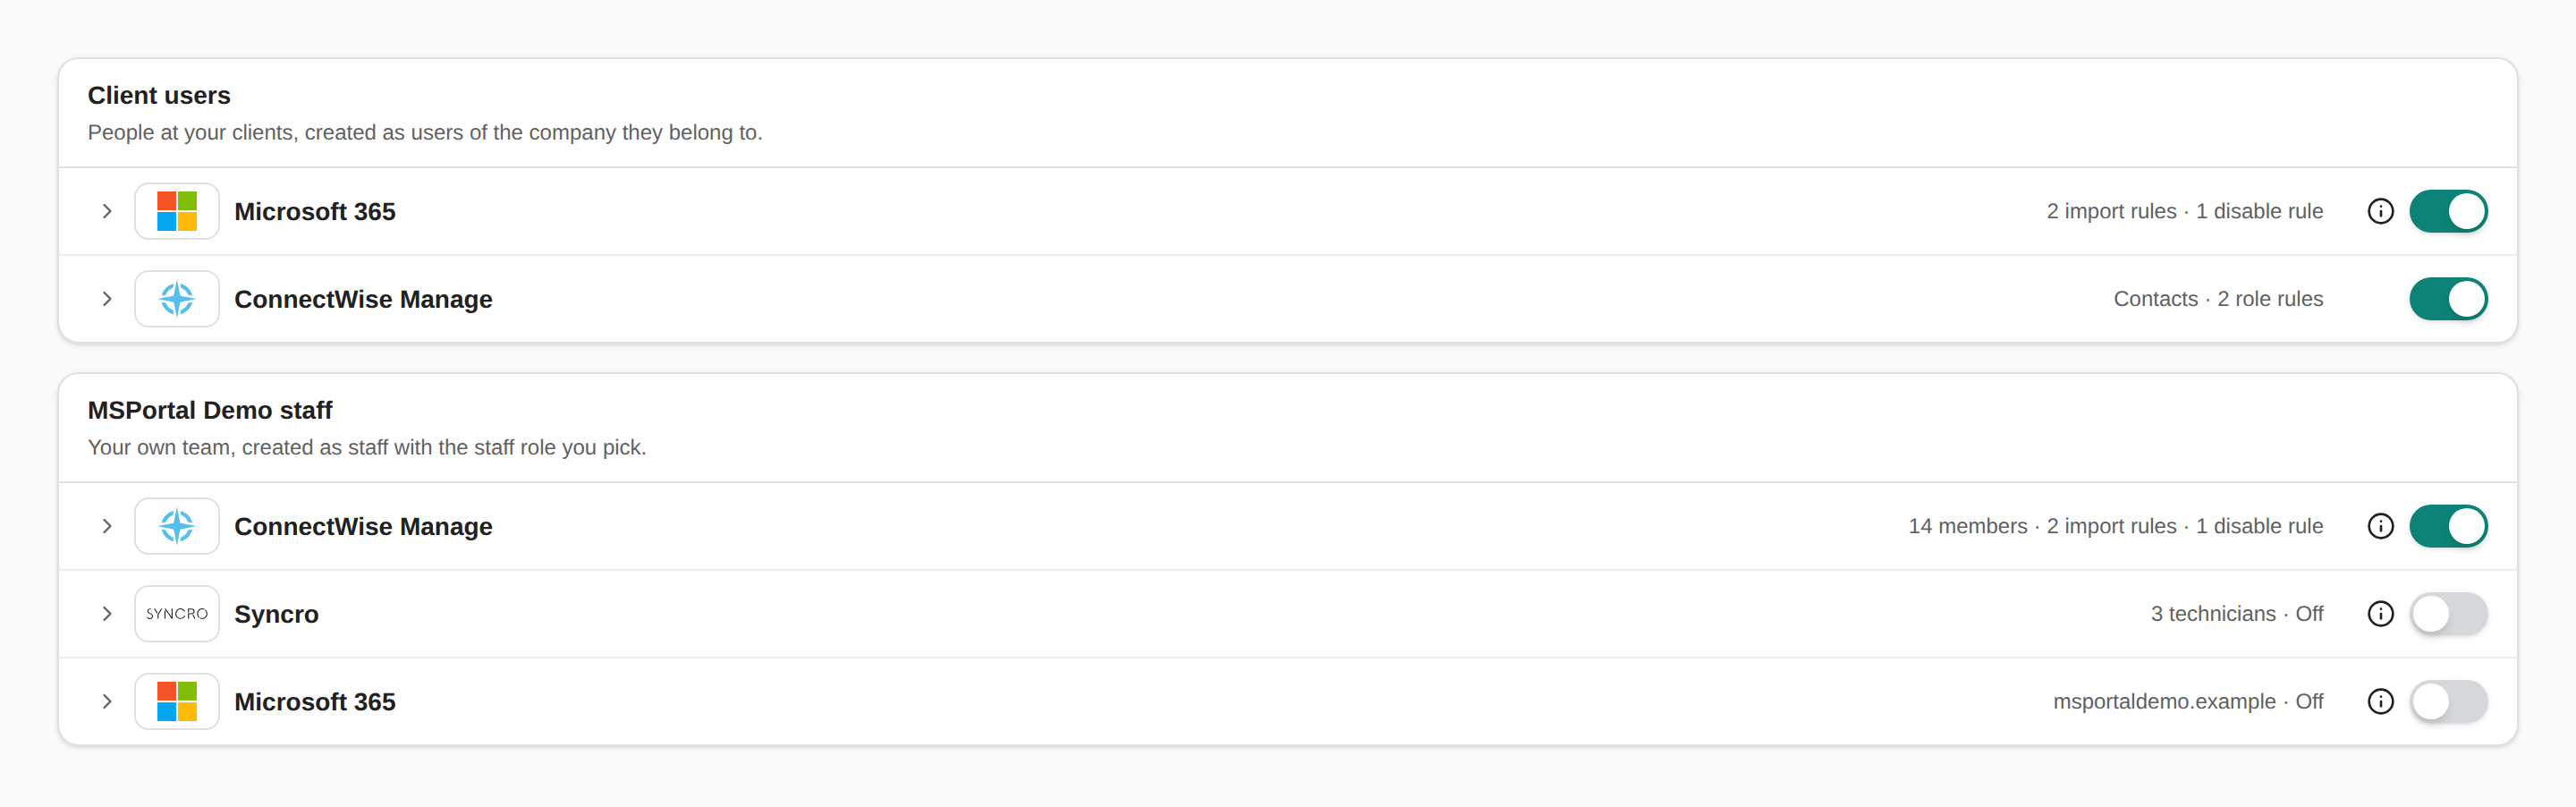 Client users
People at your clients, created as users of the company they belong to.
Microsoft 365
2 import rules · 1 disable rule
ConnectWise Manage
Contacts · 2 role rules
MSPortal Demo staff
Your own team, created as staff with the staff role you pick.
ConnectWise Manage
14 members · 2 import rules · 1 disable rule
SYNCRO
Syncro
3 technicians · Off
Microsoft 365
msportaldemo.example · Off